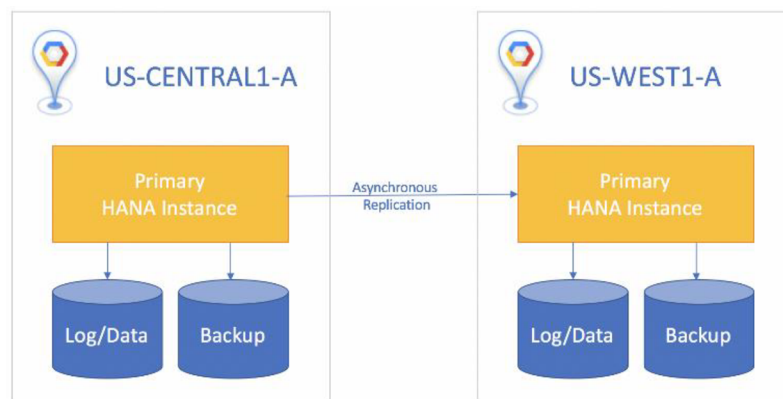 US-CENTRAL1-A
US-WEST1-A
Primary
HANA Instance
Asynchronous
Replication
Primary
HANA Instance
Log/Data
Backup
Log/Data
Backup